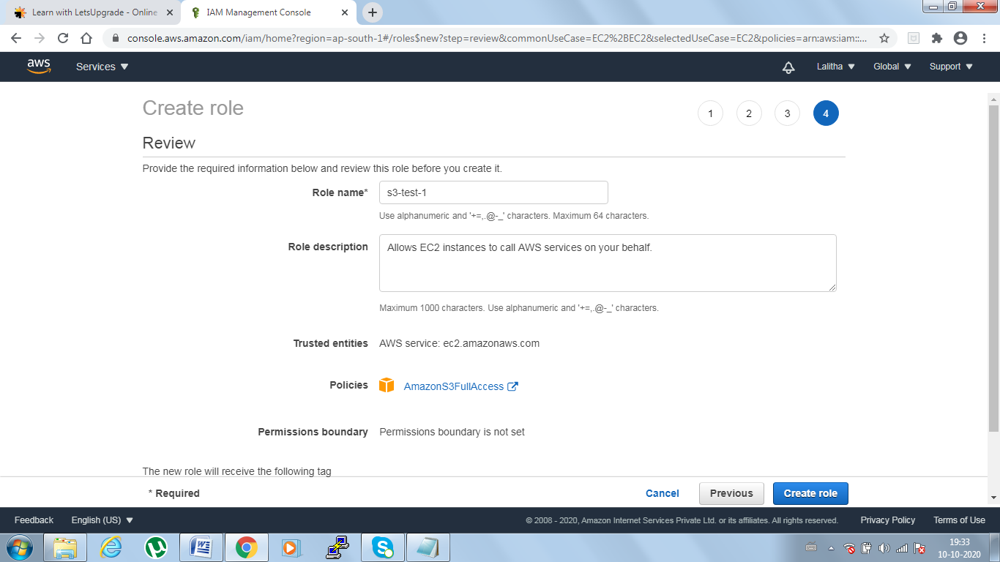 Learn with LetsUpgrade - Online
IAM Management Console
console.aws.amazon.com/iam/home?region=ap-south-1#/roles$new?step=review&commonUseCase=EC2%2BEC2&selectedUseCase=EC2&policies=arn:aws:iam::...
aws
Services
Lalitha
Global
Support
Create role
1
2
3
4
Review
Provide the required information below and review this role before you create it.
Role name*
s3-test-1
Use alphanumeric and '+=,.@-_' characters. Maximum 64 characters.
Role description
Allows EC2 instances to call AWS services on your behalf.
Maximum 1000 characters. Use alphanumeric and '+=,.@-_' characters.
Trusted entities
AWS service: ec2.amazonaws.com
Policies
AmazonS3FullAccess
Permissions boundary
Permissions boundary is not set
The new role will receive the following tag
* Required
Cancel
Previous
Create role
Feedback
English (US)
© 2008 - 2020, Amazon Internet Services Private Ltd. or its affiliates. All rights reserved.
Privacy Policy
Terms of Use
19:33
10-10-2020